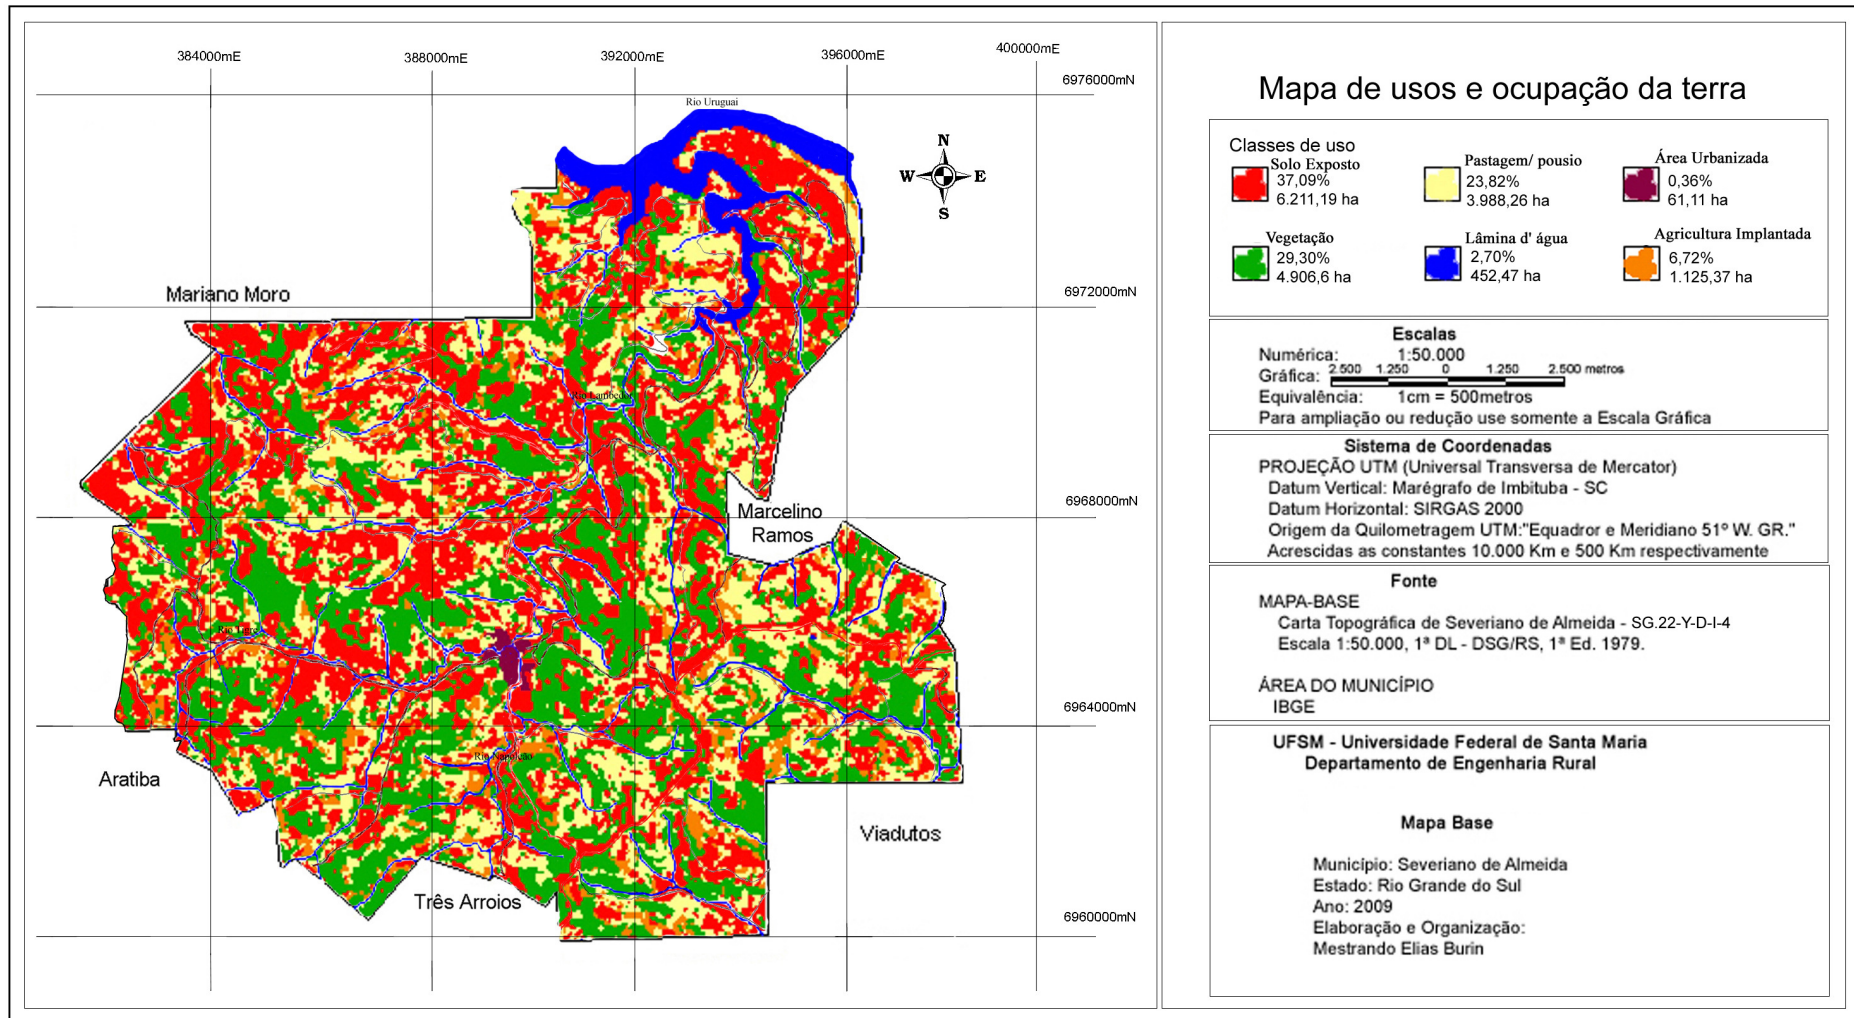 384000mE
388000mE
392000mE
396000mE
400000mE
6976000mN
6972000mN
6968000mN
6964000mN
6960000mN
Rio Uruguai
N
W E
S
Mariano Moro
Rio Lambedor
Marcelino
Ramos
Rio Tigre
Rio Napoleão
Aratiba
Viadutos
Três Arroios
Mapa de usos e ocupação da terra
Classes de uso
Solo Exposto
37,09%
6.211,19 ha
Pastagem/ pousio
23,82%
3.988,26 ha
Área Urbanizada
0,36%
61,11 ha
Vegetação
29,30%
4.906,6 ha
Lâmina d' água
2,70%
452,47 ha
Agricultura Implantada
6,72%
1.125,37 ha
Escalas
Numérica: 1:50.000
Gráfica: 2.500 1.250 0 1.250 2.500 metros
Equivalência: 1cm = 500metros
Para ampliação ou redução use somente a Escala Gráfica
Sistema de Coordenadas
PROJEÇÃO UTM (Universal Transversa de Mercator)
Datum Vertical: Marégrafo de Imbituba - SC
Datum Horizontal: SIRGAS 2000
Origem da Quilometragem UTM:"Equador e Meridiano 51º W. GR."
Acrescidas as constantes 10.000 Km e 500 Km respectivamente
Fonte
MAPA-BASE
Carta Topográfica de Severiano de Almeida - SG.22-Y-D-I-4
Escala 1:50.000, 1ª DL - DSG/RS, 1ª Ed. 1979.
ÁREA DO MUNICÍPIO
IBGE
UFSM - Universidade Federal de Santa Maria
Departamento de Engenharia Rural
Mapa Base
Município: Severiano de Almeida
Estado: Rio Grande do Sul
Ano: 2009
Elaboração e Organização:
Mestrando Elias Burin